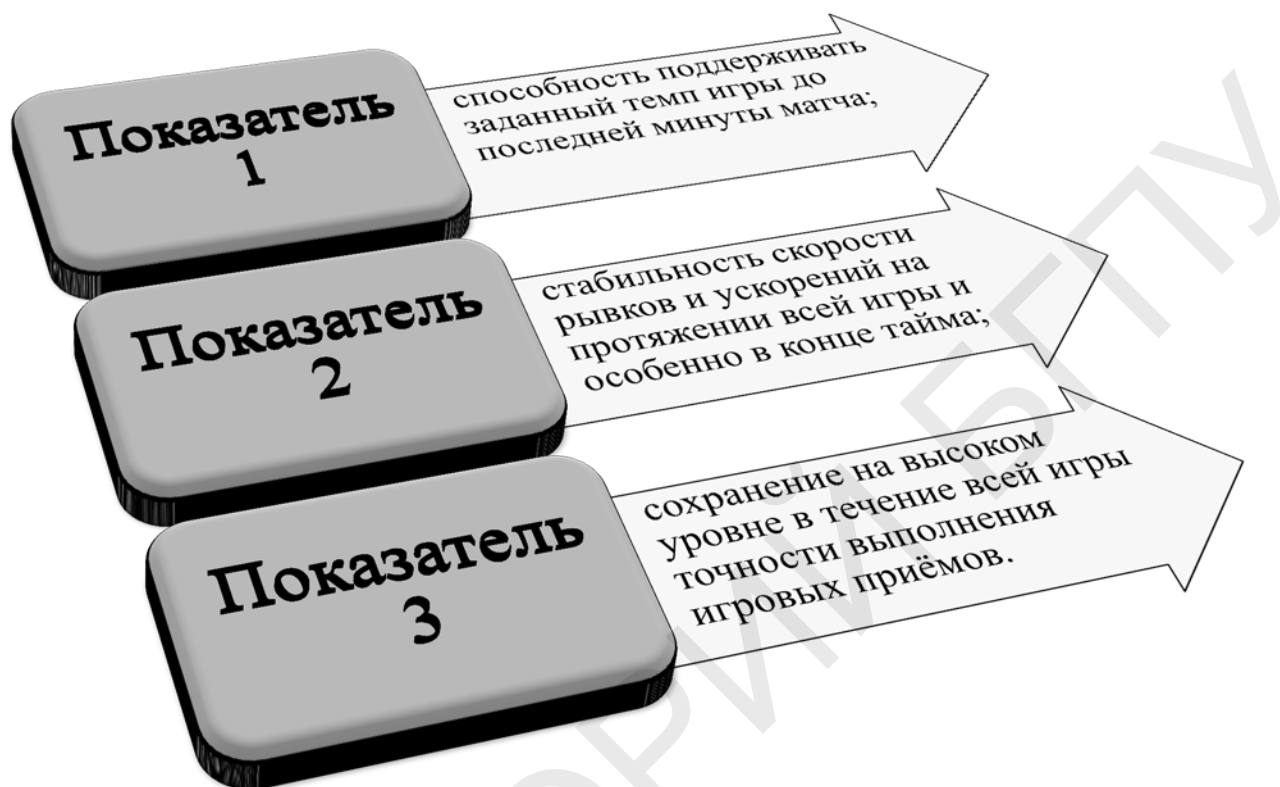 Показатель
1
способность поддерживать
заданный темп игры до
последней минуты матча;
Показатель
2
стабильность скорости
рывков и ускорений на
протяжении всей игры и
особенно в конце тайма;
Показатель
3
сохранение на высоком
уровне в течение всей игры
точности выполнения
игровых приёмов.